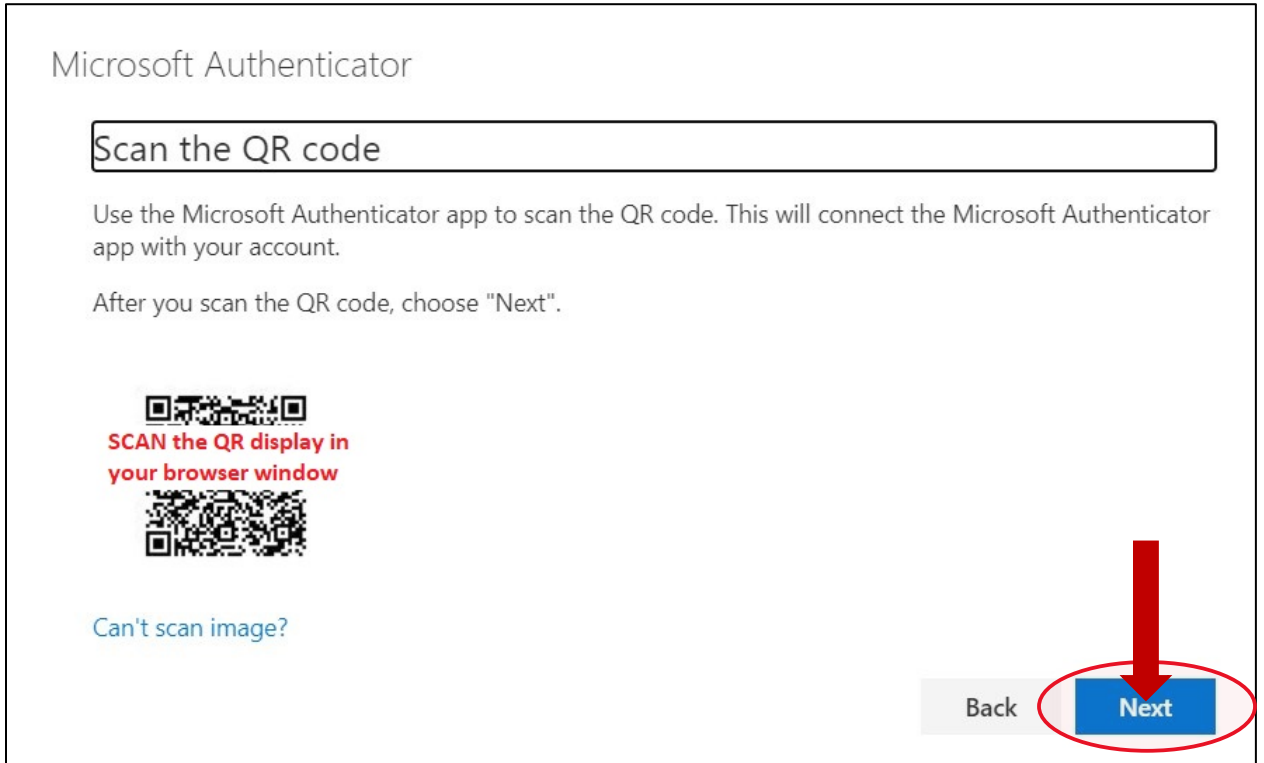 Microsoft Authenticator
Scan the QR code
Use the Microsoft Authenticator app to scan the QR code. This will connect the Microsoft Authenticator
app with your account.
After you scan the QR code, choose "Next".
SCAN the QR display in
your browser window
Can't scan image?
Back
Next